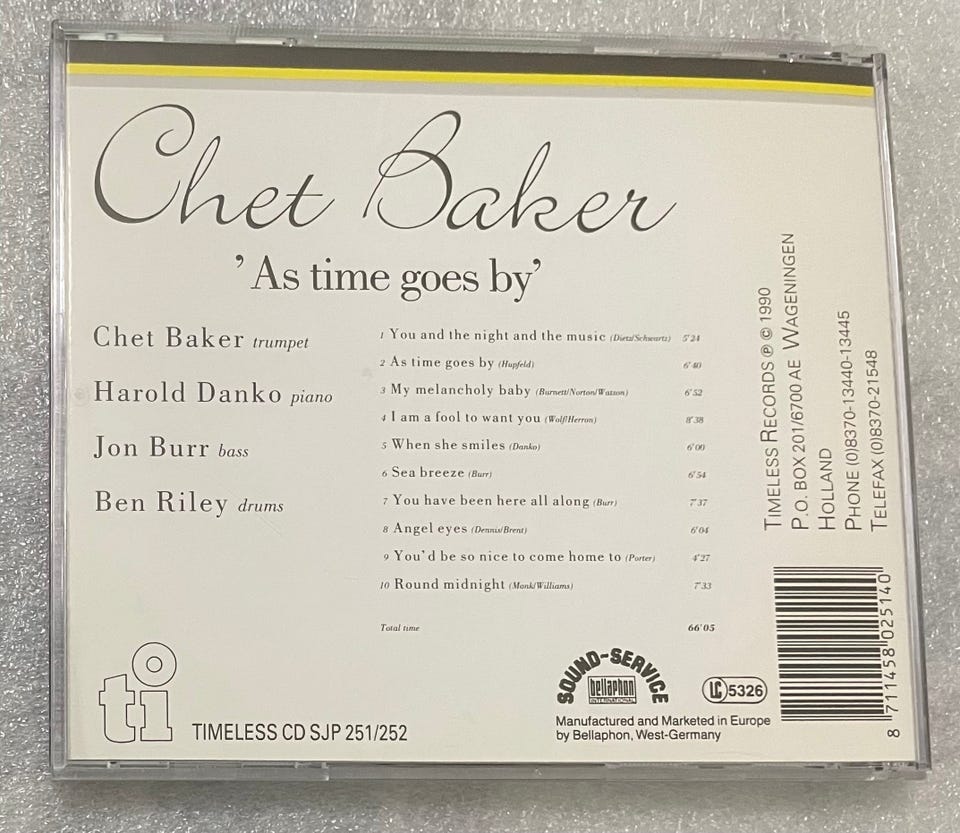 Chet Baker
’As time goes by’
Chet Baker trumpet
Harold Danko piano
Jon Burr bass
Ben Riley drums
1 You and the night and the music (Dietz/Schwartz) 5'24
2 As time goes by (Hupfeld) 6'40
3 My melancholy baby (Burnett/Norton/Watson) 6'52
4 I am a fool to want you (Wolf/Herron) 8'38
5 When she smiles (Danko) 6'00
6 Sea breeze (Burr) 6'54
7 You have been here all along (Burr) 7'37
8 Angel eyes (Dennis/Brent) 6'04
9 You'd be so nice to come home to (Porter) 4'27
10 Round midnight (Monk/Williams) 7'33
Total time 66'05
TIMELESS RECORDS ℗ © 1990
P.O. BOX 201/6700 AE WAGENINGEN
HOLLAND
PHONE (0)8370-13440-13445
TELEFAX (0)8370-21548
ti
TIMELESS CD SJP 251/252
SOUND-SERVICE
bellaphon
INTERNATIONAL
LC 5326
Manufactured and Marketed in Europe
by Bellaphon, West-Germany
8 711458 025140